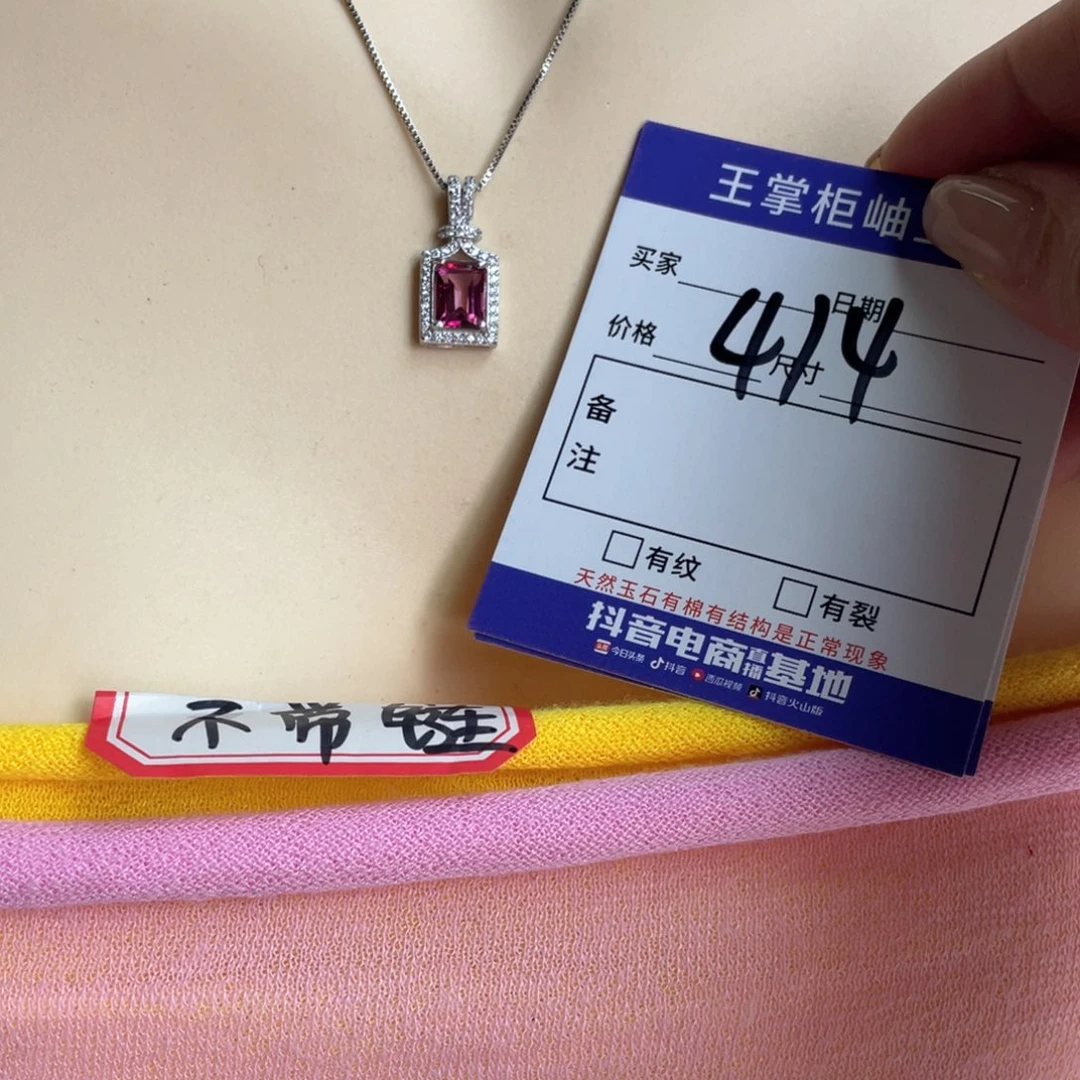 王掌柜岫
买家 日期
414
价格 尺寸
备
注
有纹 有裂
天然玉石有棉有结构是正常现象
抖音电商直播基地
今日头条 抖音 西瓜视频 抖音火山版
不带链